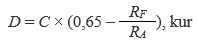 D = C × (0,65 – R_F / R_A), kur